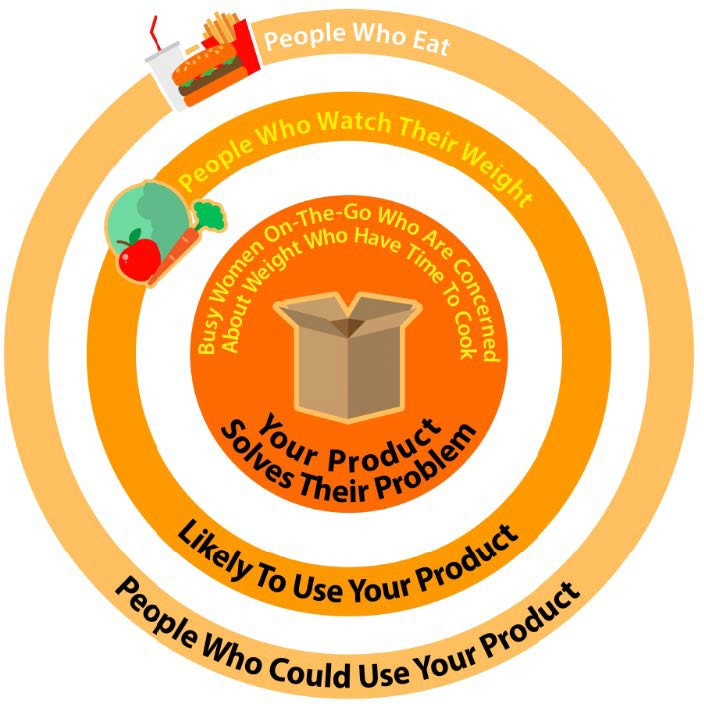 People Who Eat
People Who Watch Their Weight
Busy Women On-The-Go Who Are Concerned
About Weight Who Have Time To Cook
Your Product
Solves Their Problem
Likely To Use Your Product
People Who Could Use Your Product